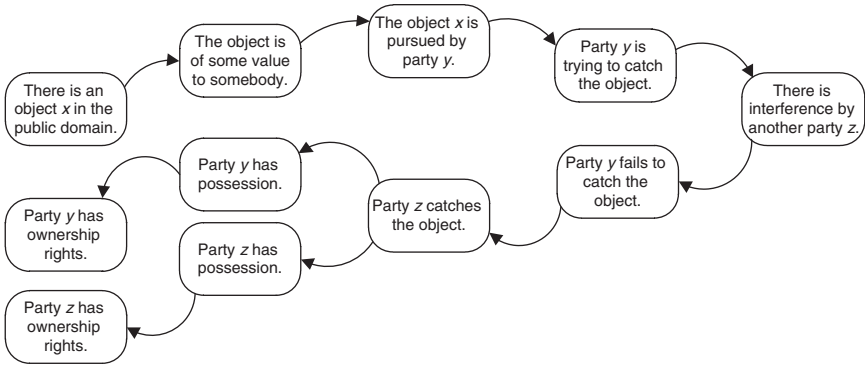 There is an
object x in the
public domain.
The object is
of some value
to somebody.
The object x is
pursued by
party y.
Party y is
trying to catch
the object.
There is
interference by
another party z.
Party y fails to
catch the
object.
Party z catches
the object.
Party y has
possession.
Party y has
ownership
rights.
Party z has
possession.
Party z has
ownership
rights.